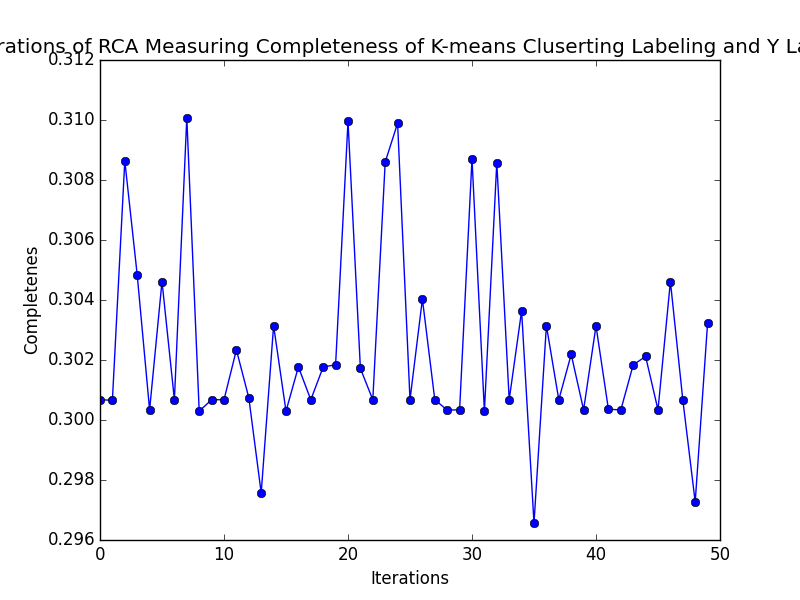 rations of RCA Measuring Completeness of K-means Cluserting Labeling and Y La
0.312
0.310
0.308
0.306
0.304
0.302
0.300
0.298
0.296
Completenes
0 10 20 30 40 50
Iterations